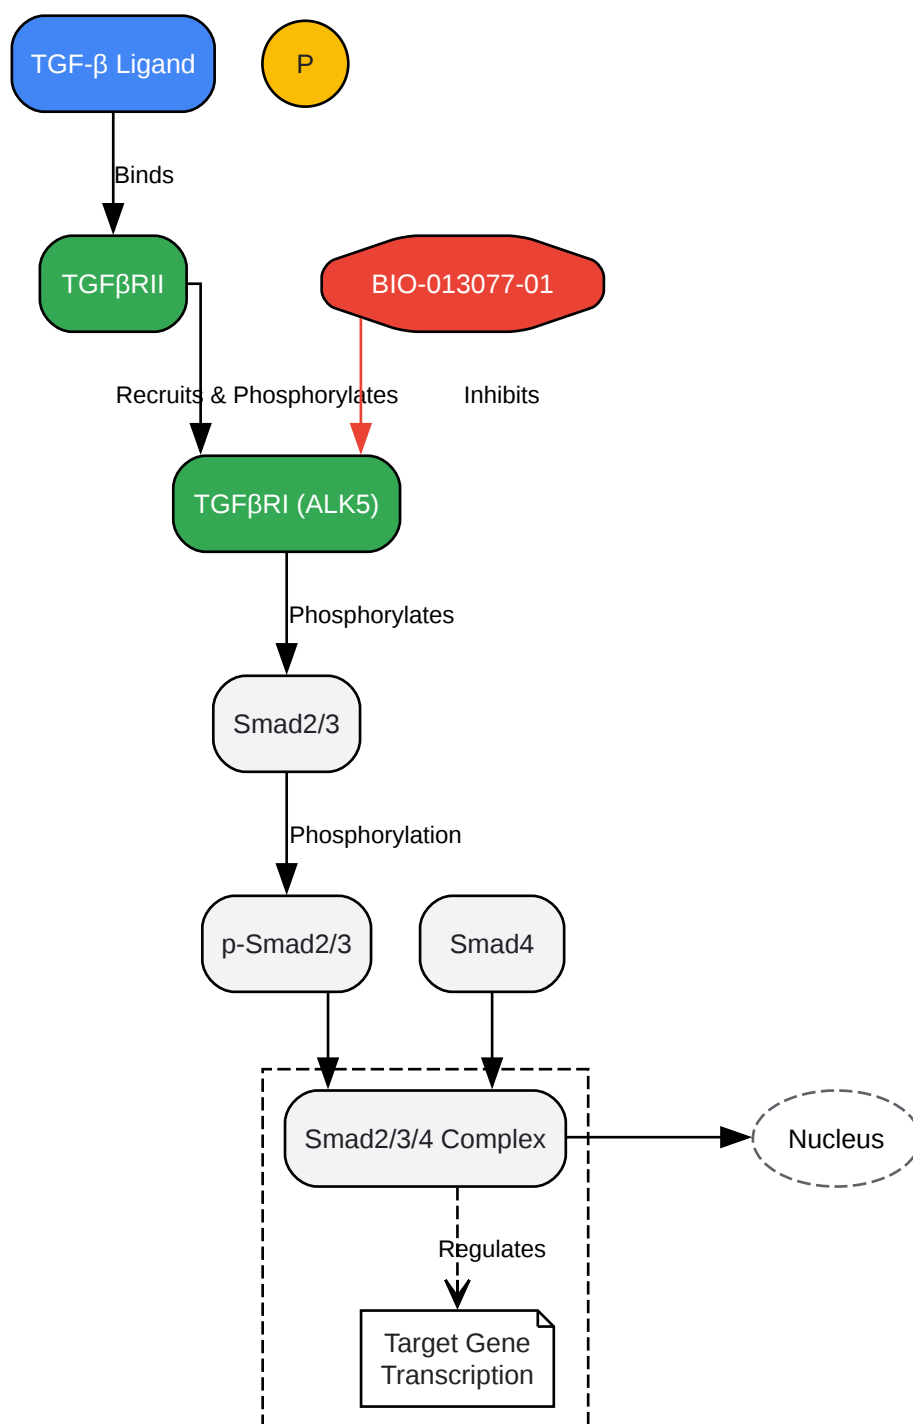 TGF-β Ligand
P
Binds
TGFβRII
BIO-013077-01
Recruits & Phosphorylates
Inhibits
TGFβRI (ALK5)
Phosphorylates
Smad2/3
Phosphorylation
p-Smad2/3
Smad4
Smad2/3/4 Complex
Nucleus
Regulates
Target Gene
Transcription